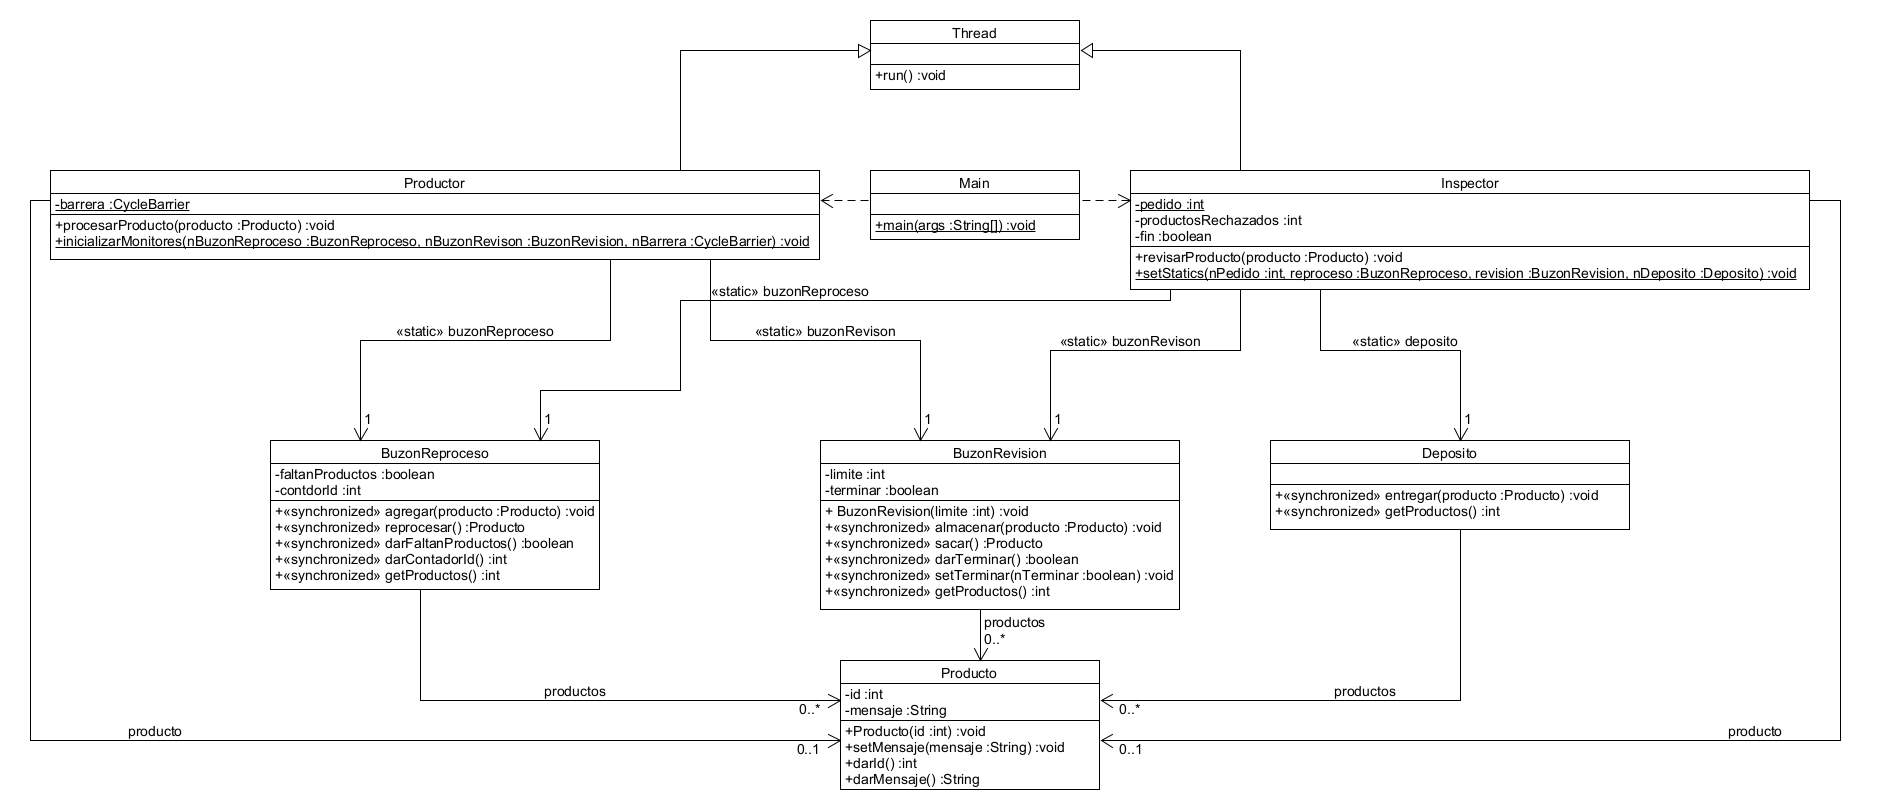 Thread
+run() :void
Productor
-barrera :CycleBarrier
+procesarProducto(producto :Producto) :void
+inicializarMonitores(nBuzonReproceso :BuzonReproceso, nBuzonRevison :BuzonRevision, nBarrera :CycleBarrier) :void
Main
+main(args :String[]) :void
Inspector
-pedido :int
-productosRechazados :int
-fin :boolean
+revisarProducto(producto :Producto) :void
+setStatics(nPedido :int, reproceso :BuzonReproceso, revision :BuzonRevision, nDeposito :Deposito) :void
«static» buzonReproceso
«static» buzonReproceso
«static» buzonRevison
«static» buzonRevison
«static» deposito
1
1
1
1
1
BuzonReproceso
-faltanProductos :boolean
-contdorId :int
+«synchronized» agregar(producto :Producto) :void
+«synchronized» reprocesar() :Producto
+«synchronized» darFaltanProductos() :boolean
+«synchronized» darContadorId() :int
+«synchronized» getProductos() :int
BuzonRevision
-limite :int
-terminar :boolean
+ BuzonRevision(limite :int) :void
+«synchronized» almacenar(producto :Producto) :void
+«synchronized» sacar() :Producto
+«synchronized» darTerminar() :boolean
+«synchronized» setTerminar(nTerminar :boolean) :void
+«synchronized» getProductos() :int
Deposito
+«synchronized» entregar(producto :Producto) :void
+«synchronized» getProductos() :int
productos
0..*
productos
0..*
productos
0..*
producto
0..1
producto
0..1
Producto
-id :int
-mensaje :String
+Producto(id :int) :void
+setMensaje(mensaje :String) :void
+darId() :int
+darMensaje() :String